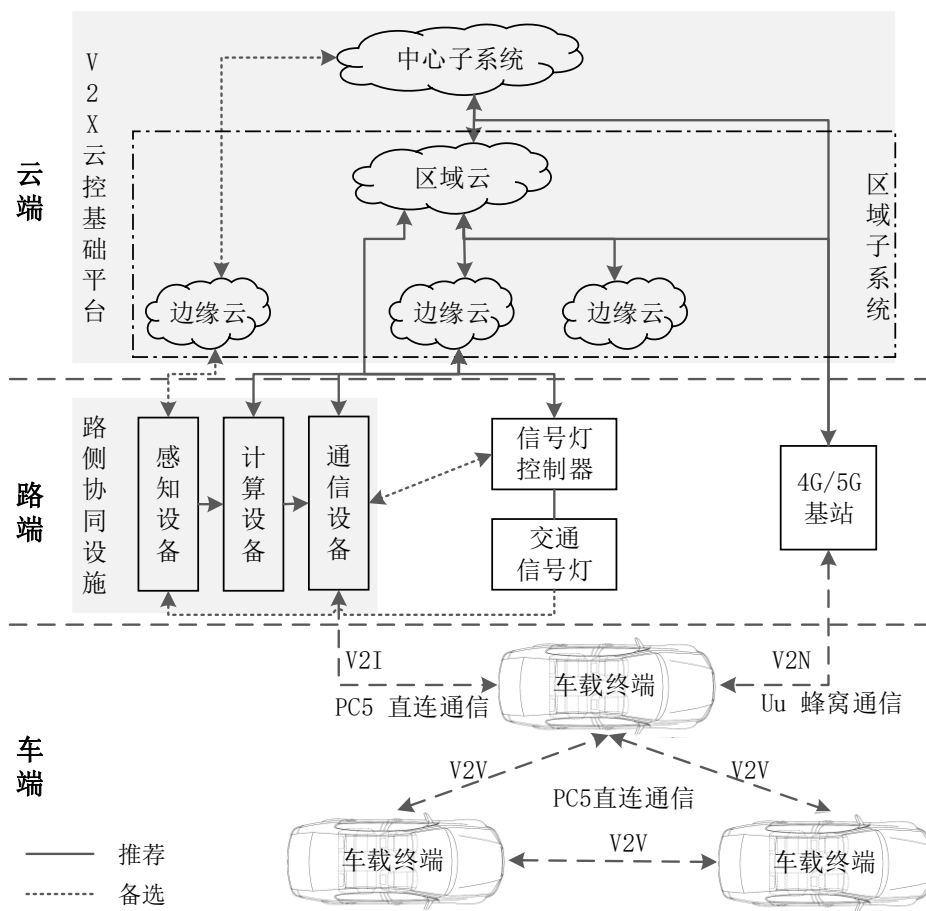 中心子系统
V2X云控基础平台
云端
区域云
区域子系统
边缘云
边缘云
边缘云
路侧协同设施
感知设备
计算设备
通信设备
信号灯
控制器
4G/5G
基站
路端
交通
信号灯
V2I
V2N
车载终端
PC5 直连通信
Uu 蜂窝通信
车端
V2V
V2V
PC5直连通信
V2V
车载终端
车载终端
推荐
备选